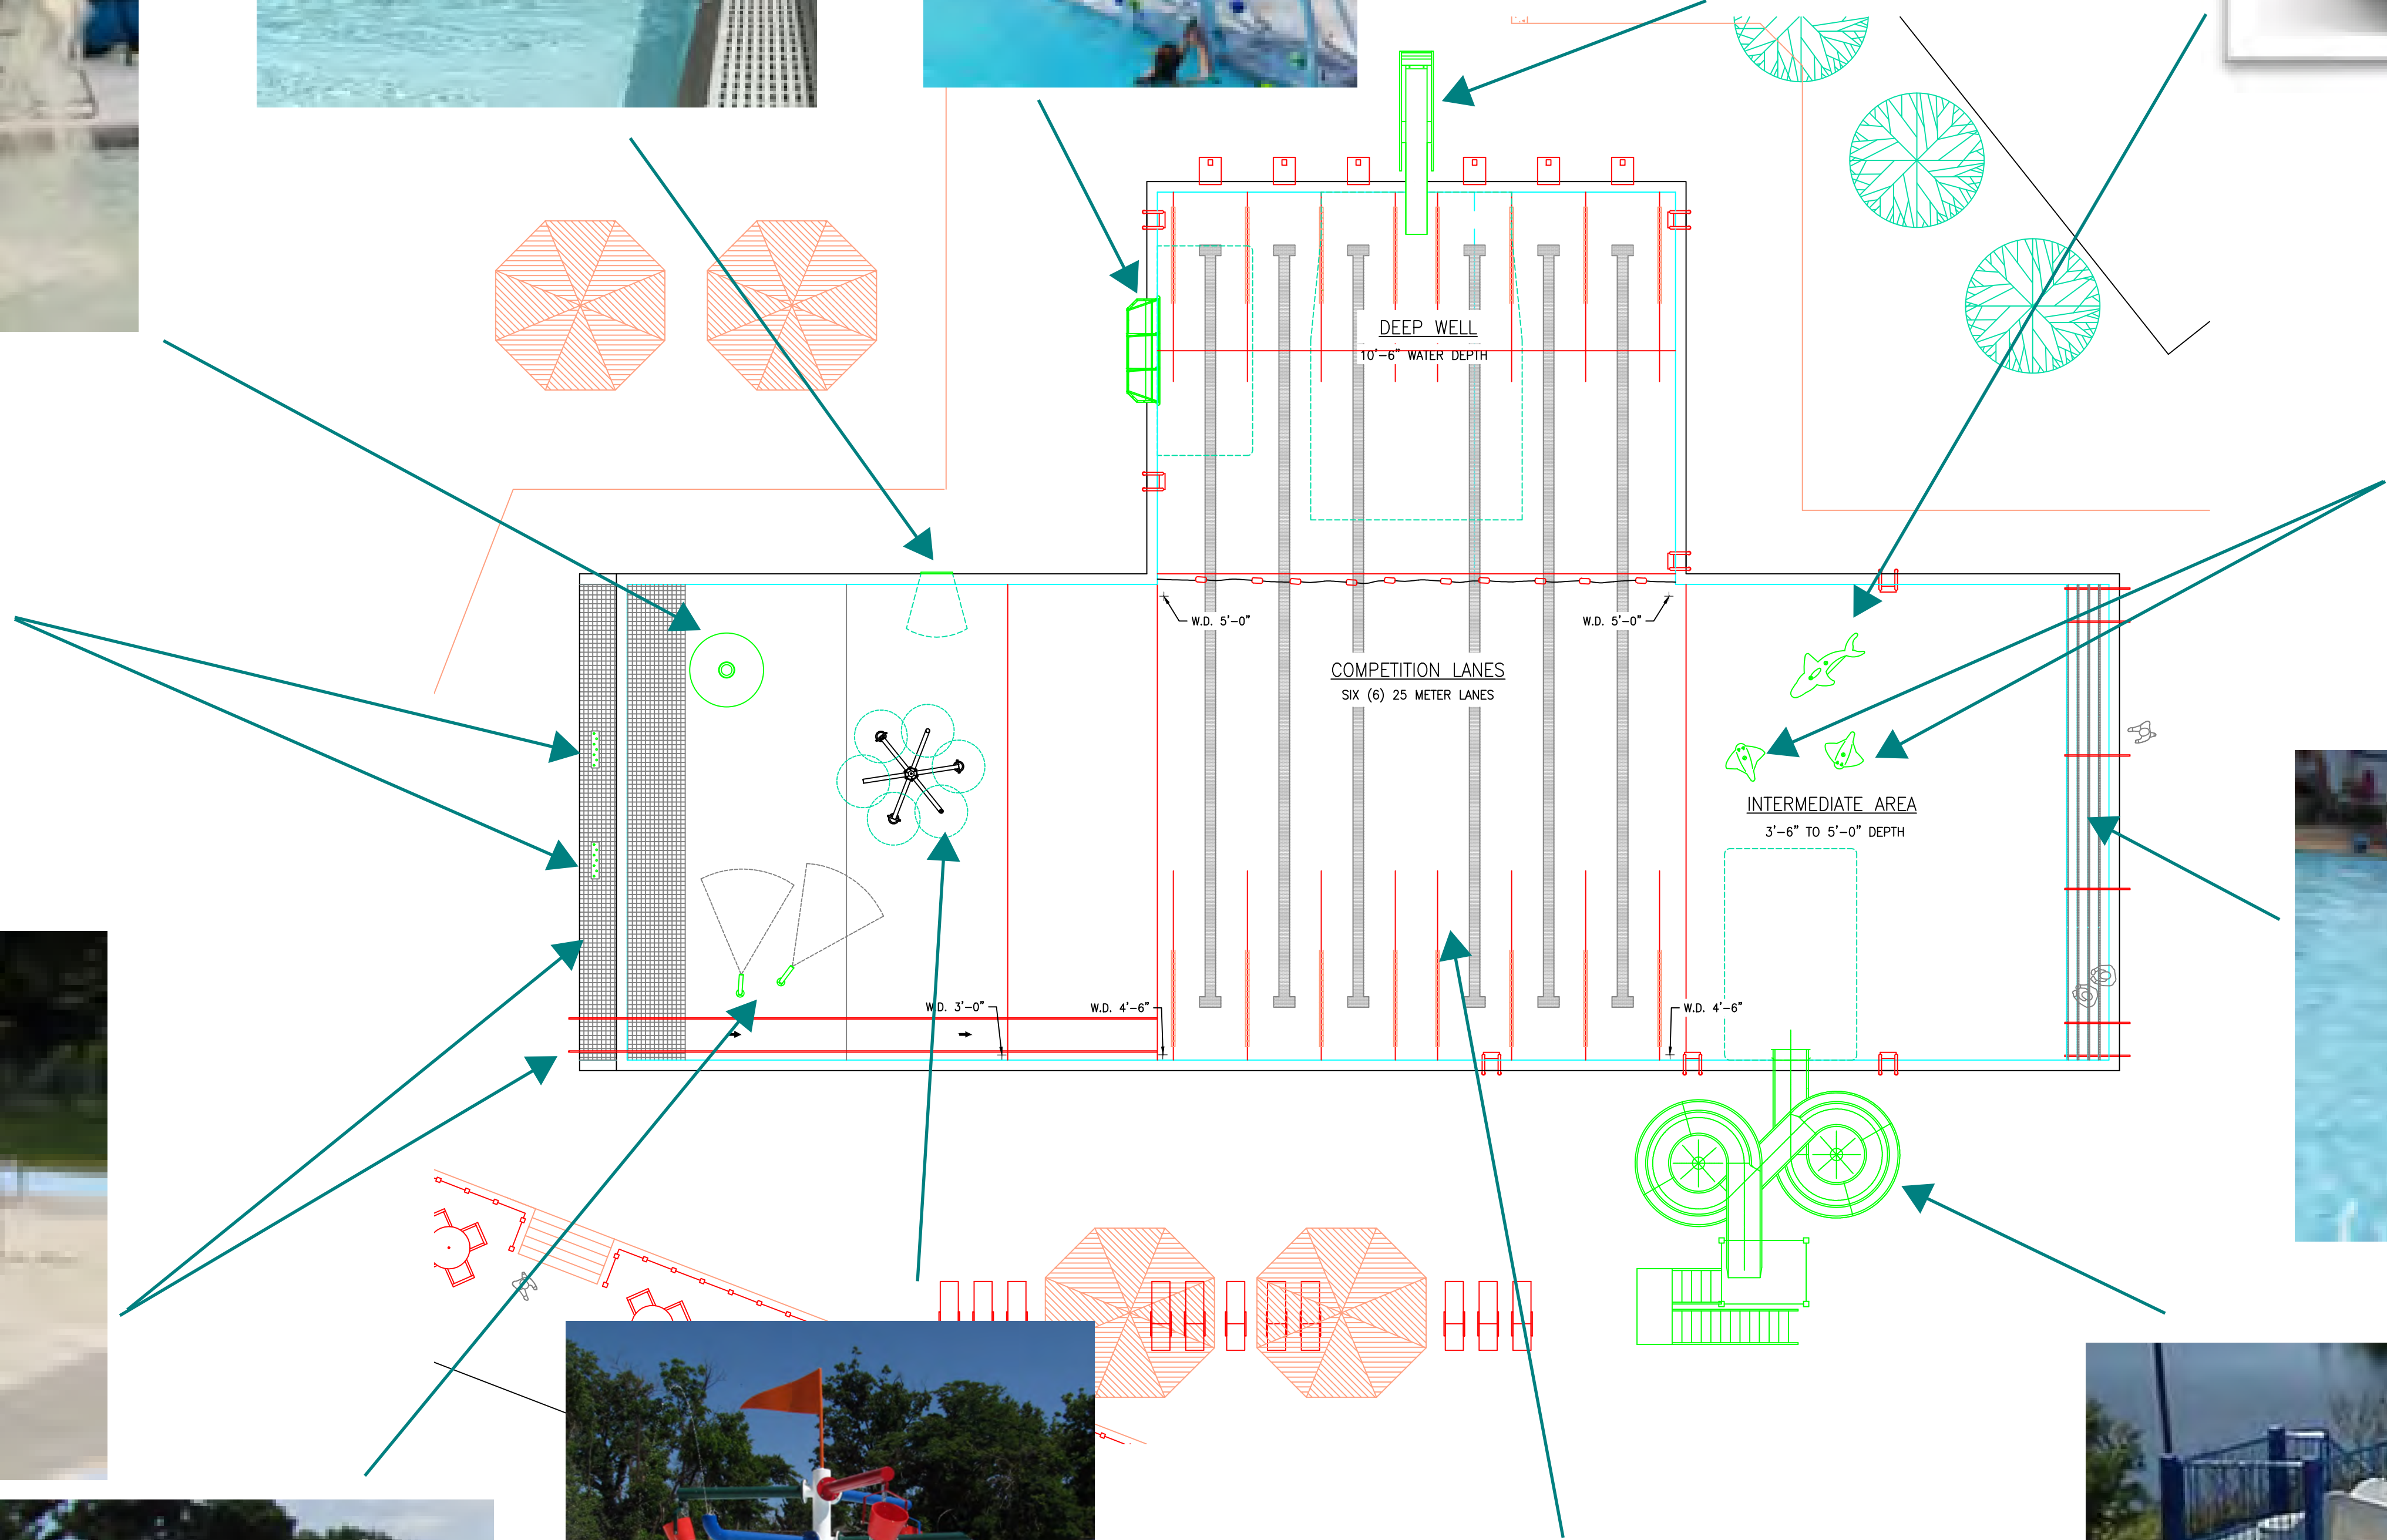 DEEP WELL
10'-6" WATER DEPTH
W.D. 5'-0"
W.D. 5'-0"
COMPETITION LANES
SIX (6) 25 METER LANES
INTERMEDIATE AREA
3'-6" TO 5'-0" DEPTH
W.D. 3'-0"
W.D. 4'-6"
W.D. 4'-6"